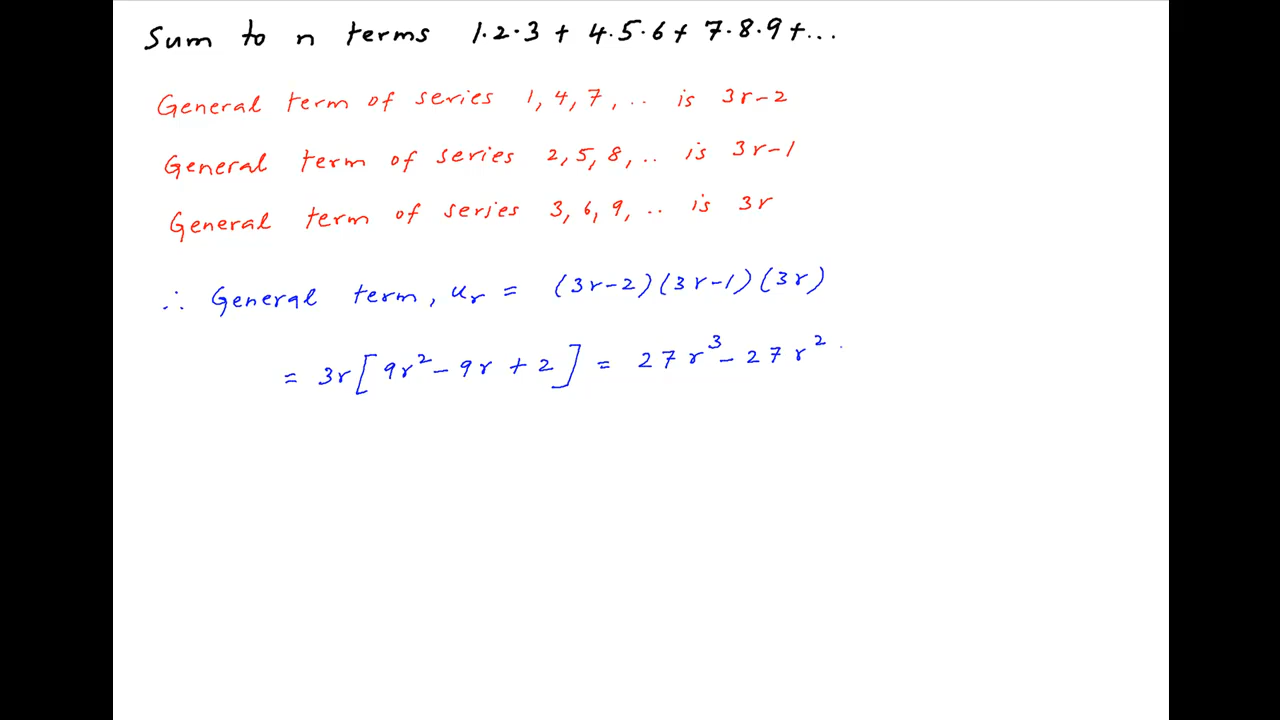 Sum to n terms 1.2.3 + 4.5.6 + 7.8.9 + ...
General term of series 1, 4, 7, .. is 3r-2
General term of series 2, 5, 8, .. is 3r-1
General term of series 3, 6, 9, .. is 3r
∴ General term, uᵣ = (3r-2)(3r-1)(3r)
= 3r[9r² - 9r + 2] = 27r³ - 27r²